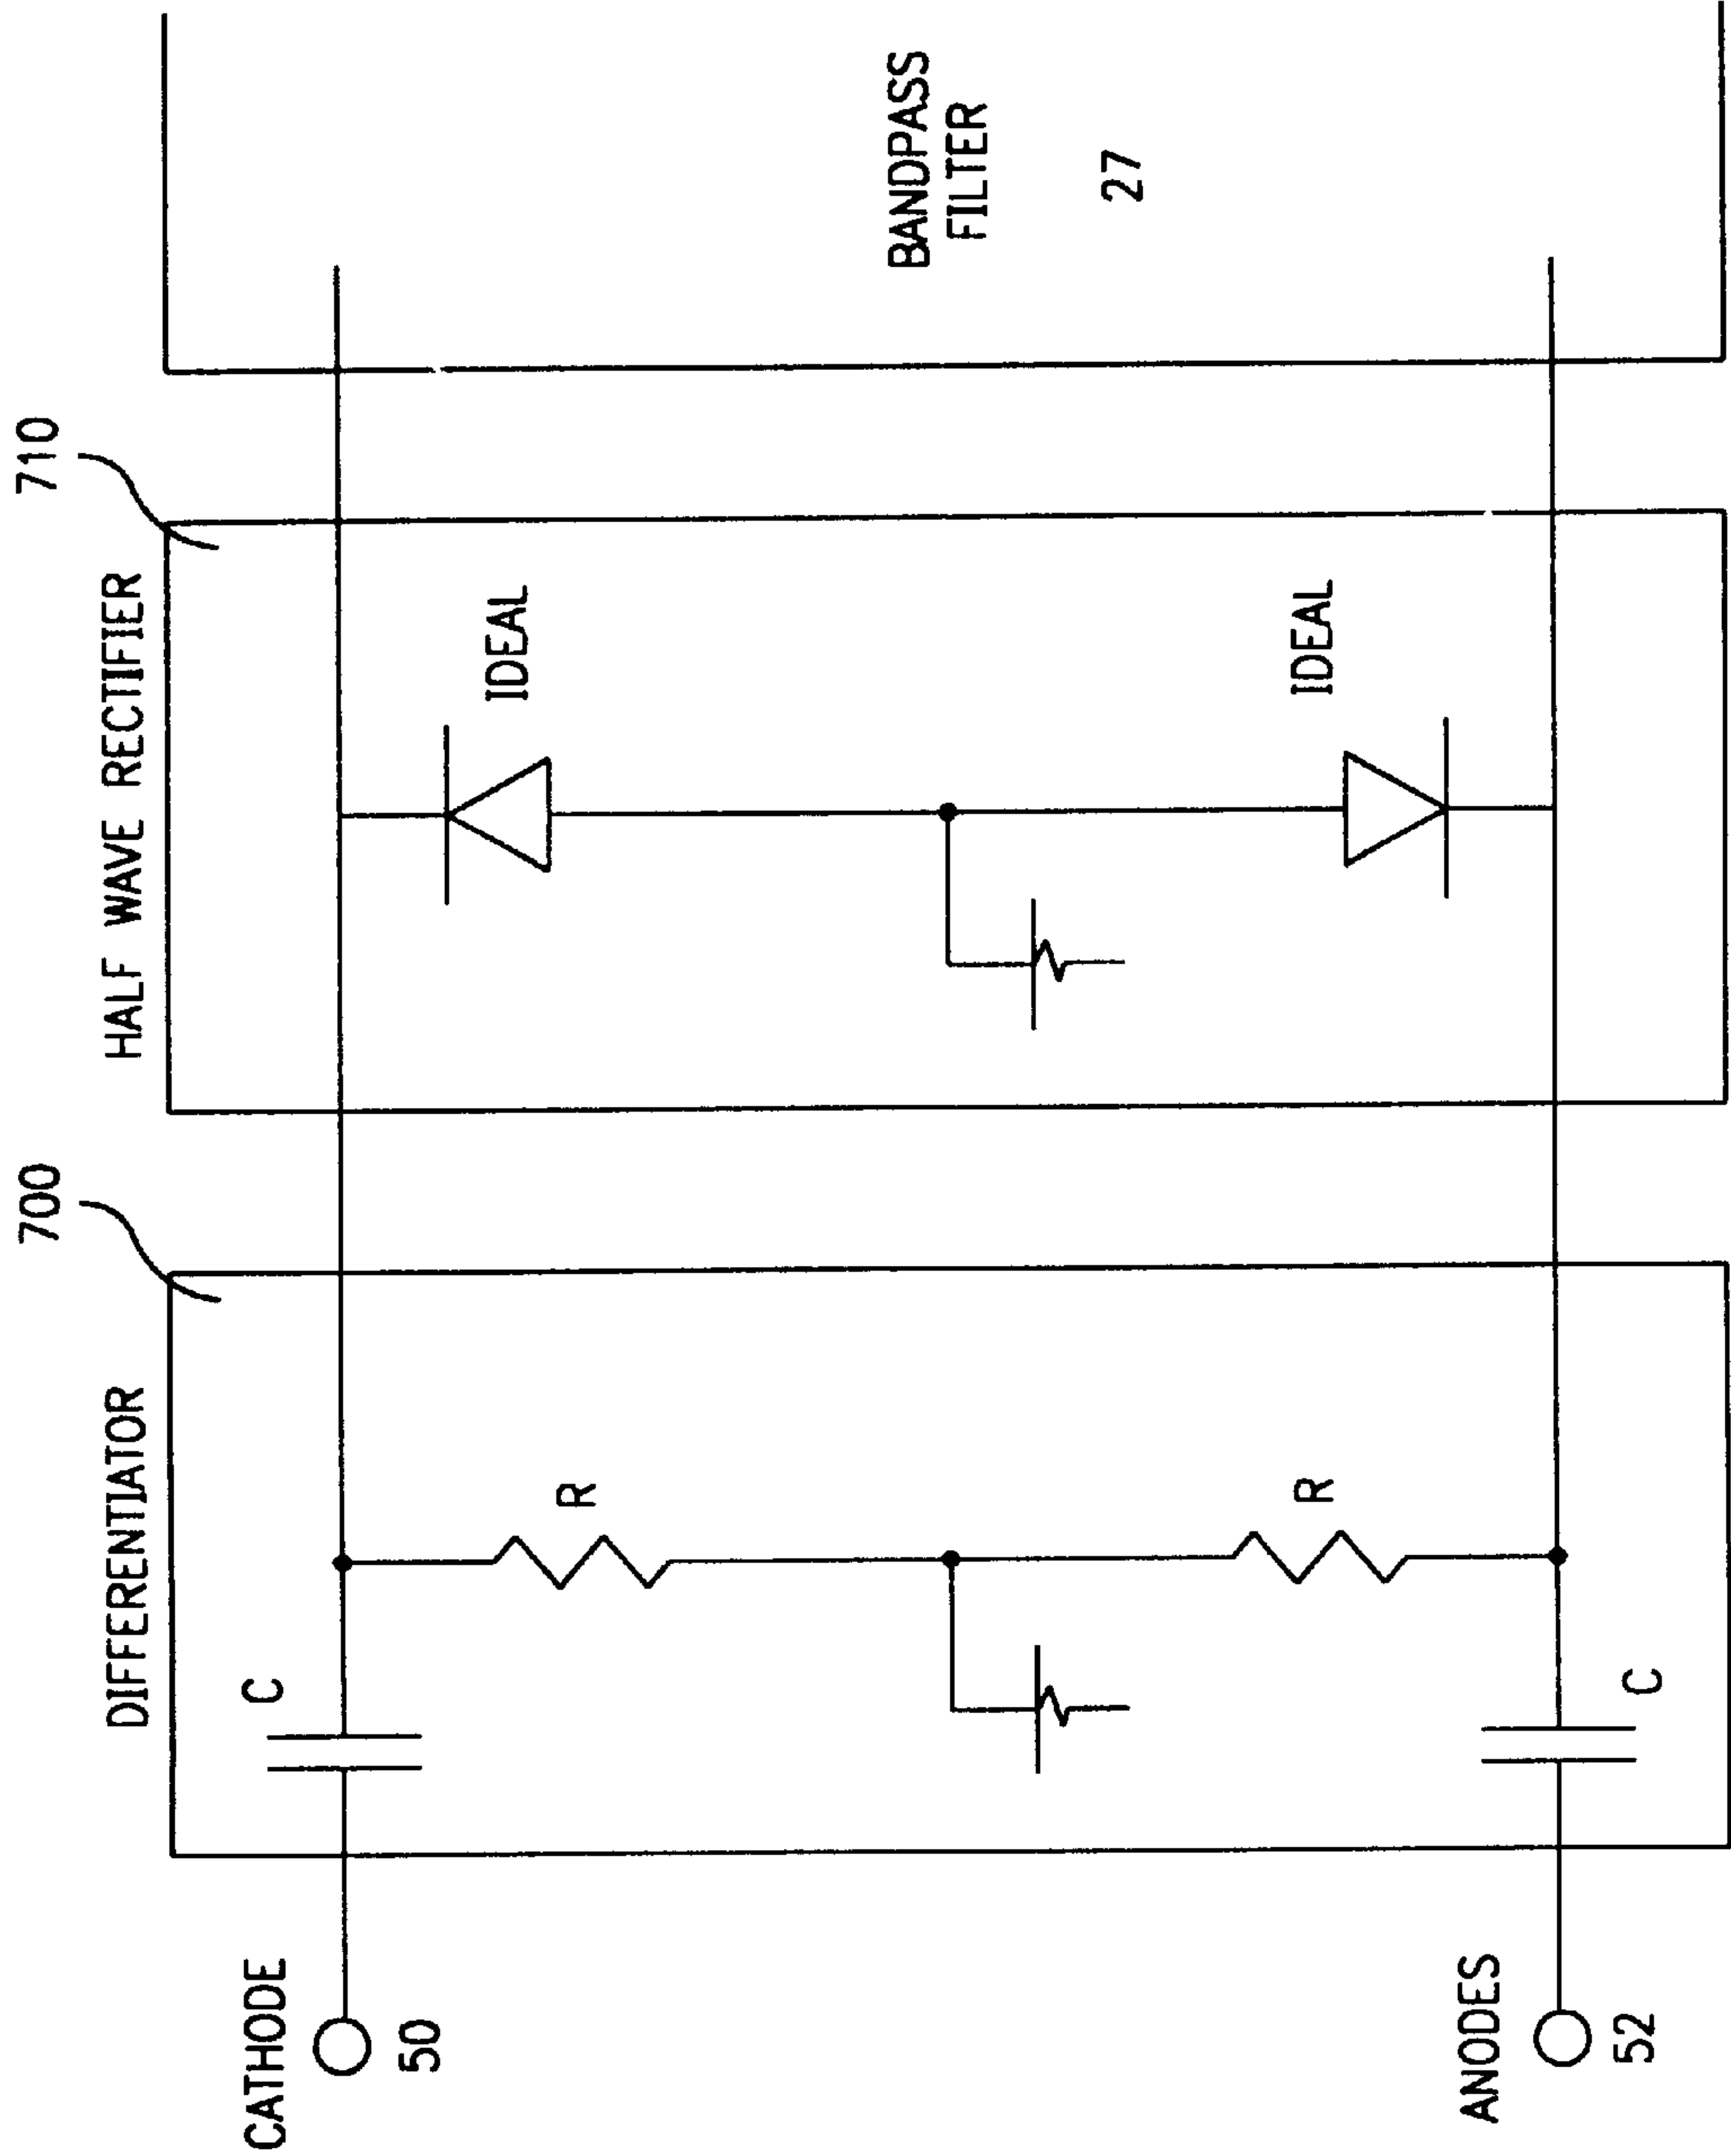 CATHODE
50
C
DIFFERENTIATOR
700
R
R
C
ANODES
52
HALF WAVE RECTIFIER
710
IDEAL
IDEAL
BANDPASS
FILTER
27